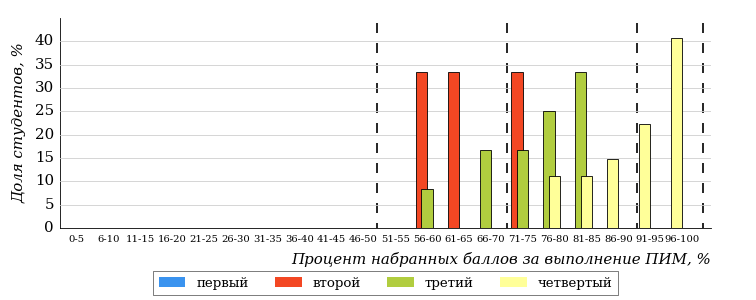 Доля студентов, %
40
35
30
25
20
15
10
5
0
0-5 6-10 11-15 16-20 21-25 26-30 31-35 36-40 41-45 46-50 51-55 56-60 61-65 66-70 71-75 76-80 81-85 86-90 91-95 96-100
Процент набранных баллов за выполнение ПИМ, %
первый второй третий четвертый